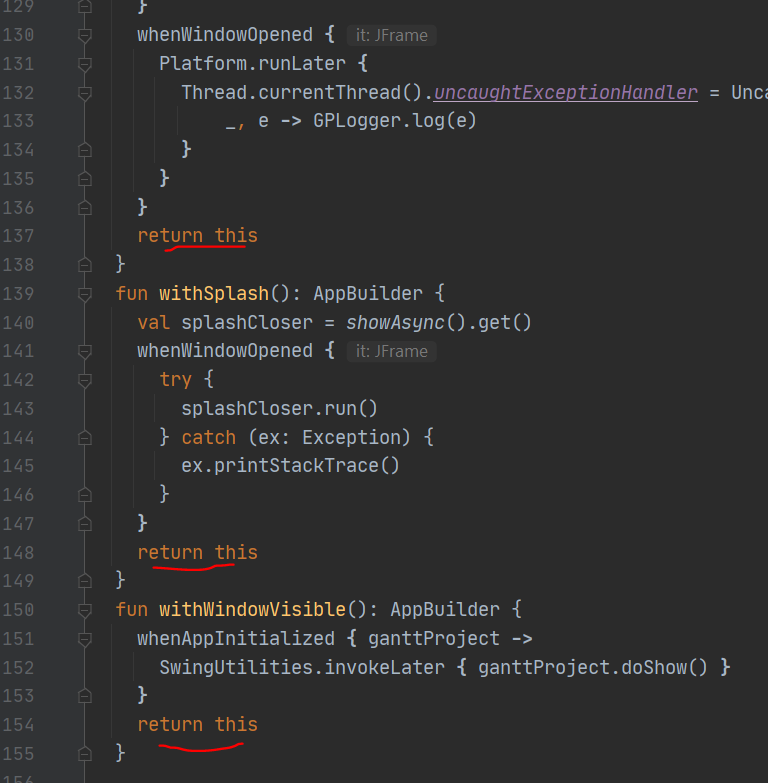 129 }
130 whenWindowOpened { it: JFrame
131 Platform.runLater {
132 Thread.currentThread().uncaughtExceptionHandler = Unca
133 _, e -> GPLogger.log(e)
134 }
135 }
136 }
137 return this
138 }
139 fun withSplash(): AppBuilder {
140 val splashCloser = showAsync().get()
141 whenWindowOpened { it: JFrame
142 try {
143 splashCloser.run()
144 } catch (ex: Exception) {
145 ex.printStackTrace()
146 }
147 }
148 return this
149 }
150 fun withWindowVisible(): AppBuilder {
151 whenAppInitialized { ganttProject ->
152 SwingUtilities.invokeLater { ganttProject.doShow() }
153 }
154 return this
155 }
156